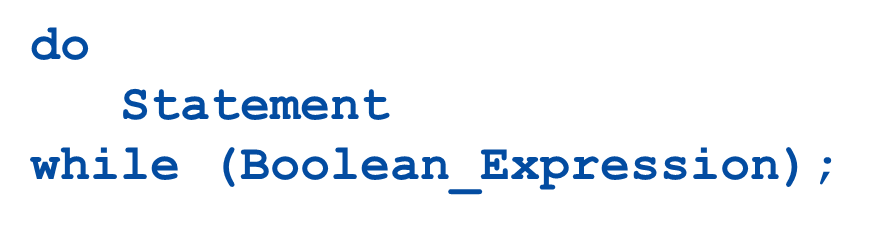 do
   Statement
while (Boolean_Expression);